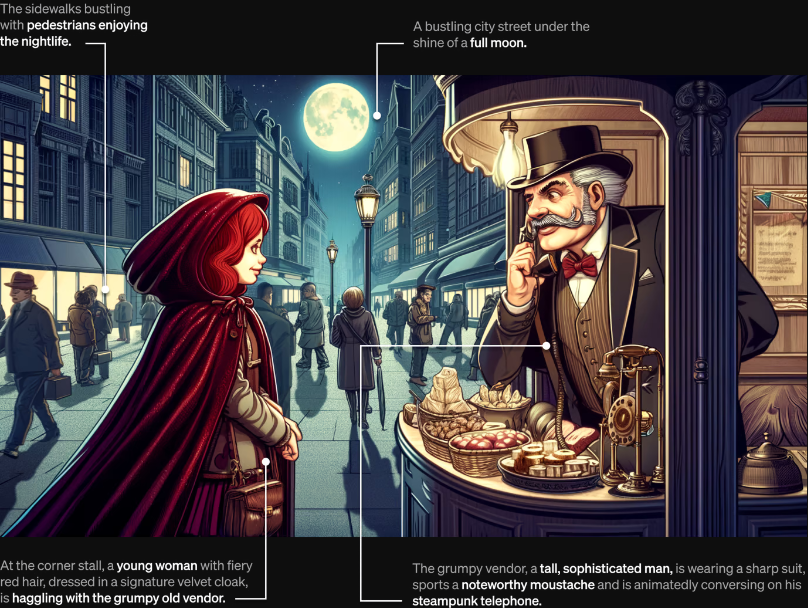 The sidewalks bustling
with pedestrians enjoying
the nightlife.
A bustling city street under the
shine of a full moon.
At the corner stall, a young woman with fiery
red hair, dressed in a signature velvet cloak,
is haggling with the grumpy old vendor.
The grumpy vendor, a tall, sophisticated man, is wearing a sharp suit,
sports a noteworthy moustache and is animatedly conversing on his
steampunk telephone.